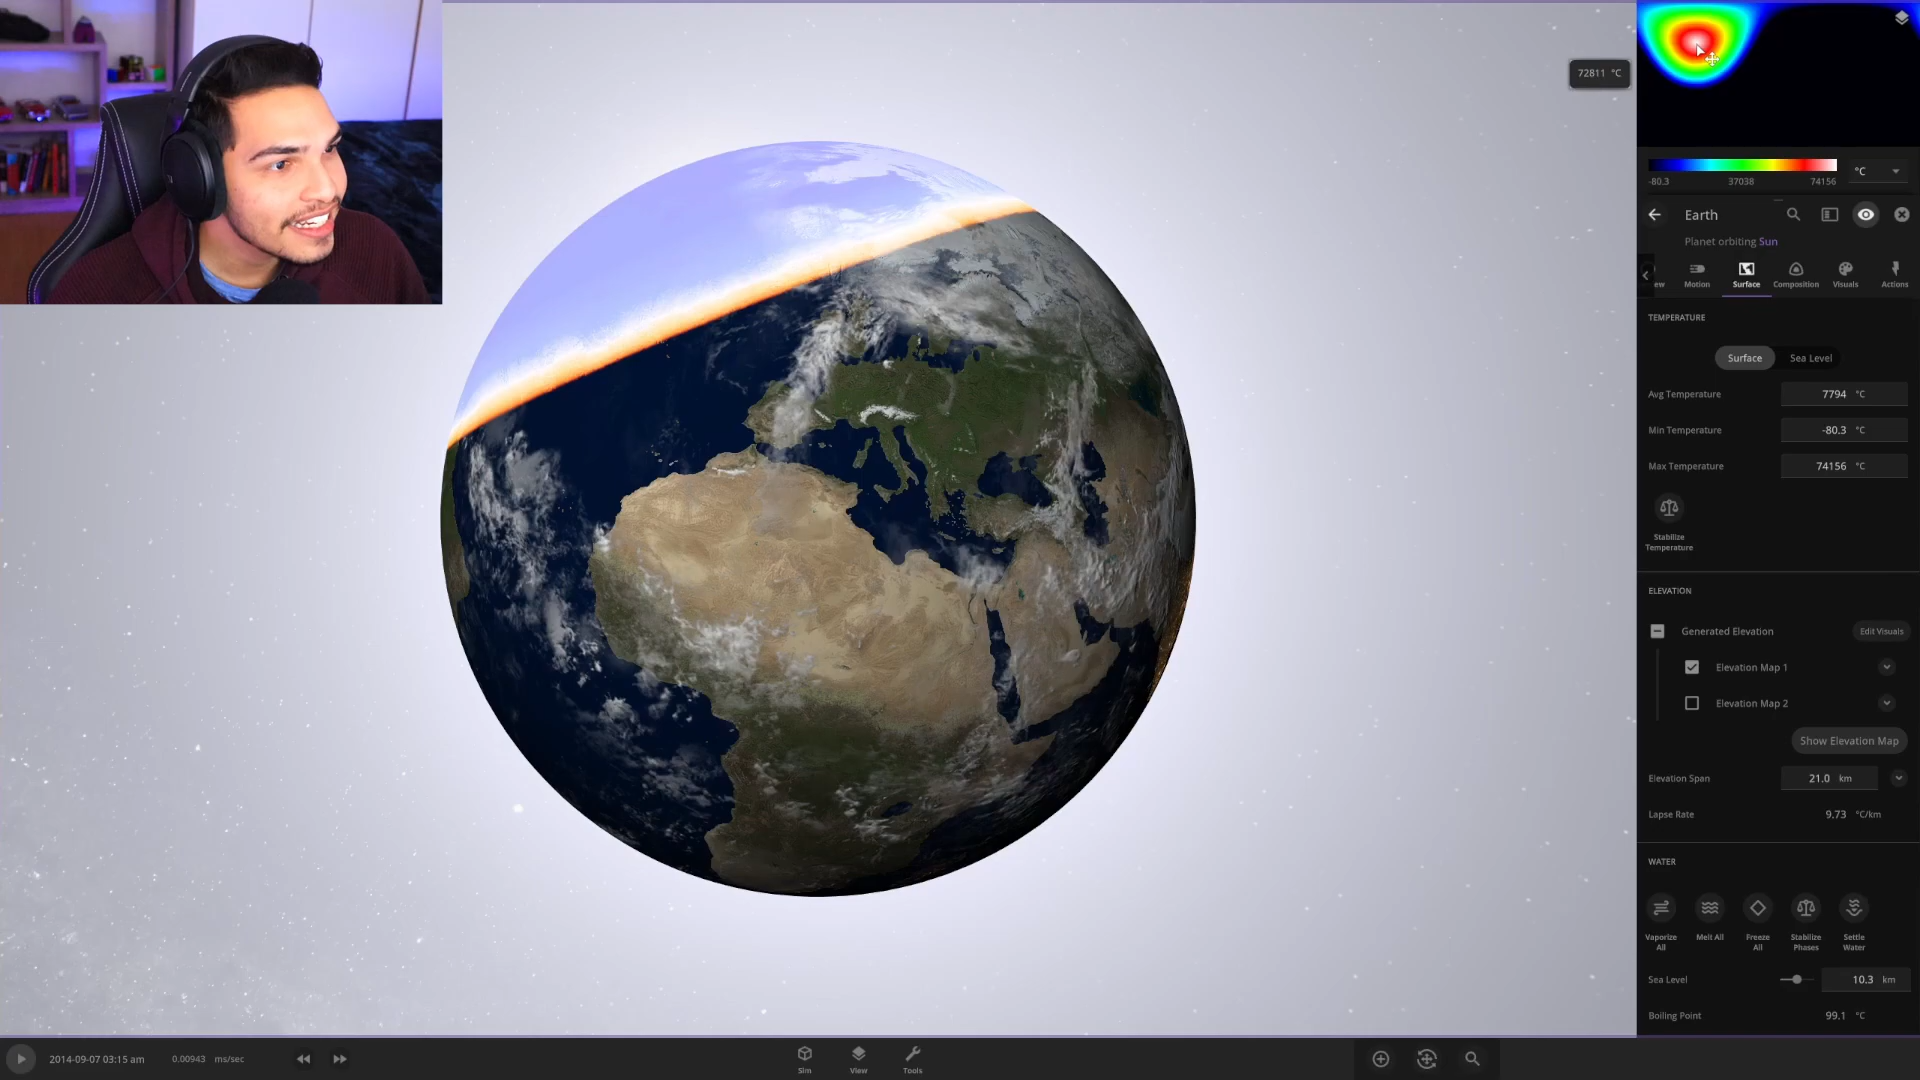 72811 °C
-80.3 37038 74156 °C
Earth
Planet orbiting Sun
ew Motion Surface Composition Visuals Actions
TEMPERATURE
Surface Sea Level
Avg Temperature 7794 °C
Min Temperature -80.3 °C
Max Temperature 74156 °C
Stabilize
Temperature
ELEVATION
Generated Elevation Edit Visuals
Elevation Map 1
Elevation Map 2
Show Elevation Map
Elevation Span 21.0 km
Lapse Rate 9.73 °C/km
WATER
Vaporize All Melt All Freeze All Stabilize Phases Settle Water
Sea Level 10.3 km
Boiling Point 99.1 °C
2014-09-07 03:15 am 0.00943 ms/sec Sim View Tools